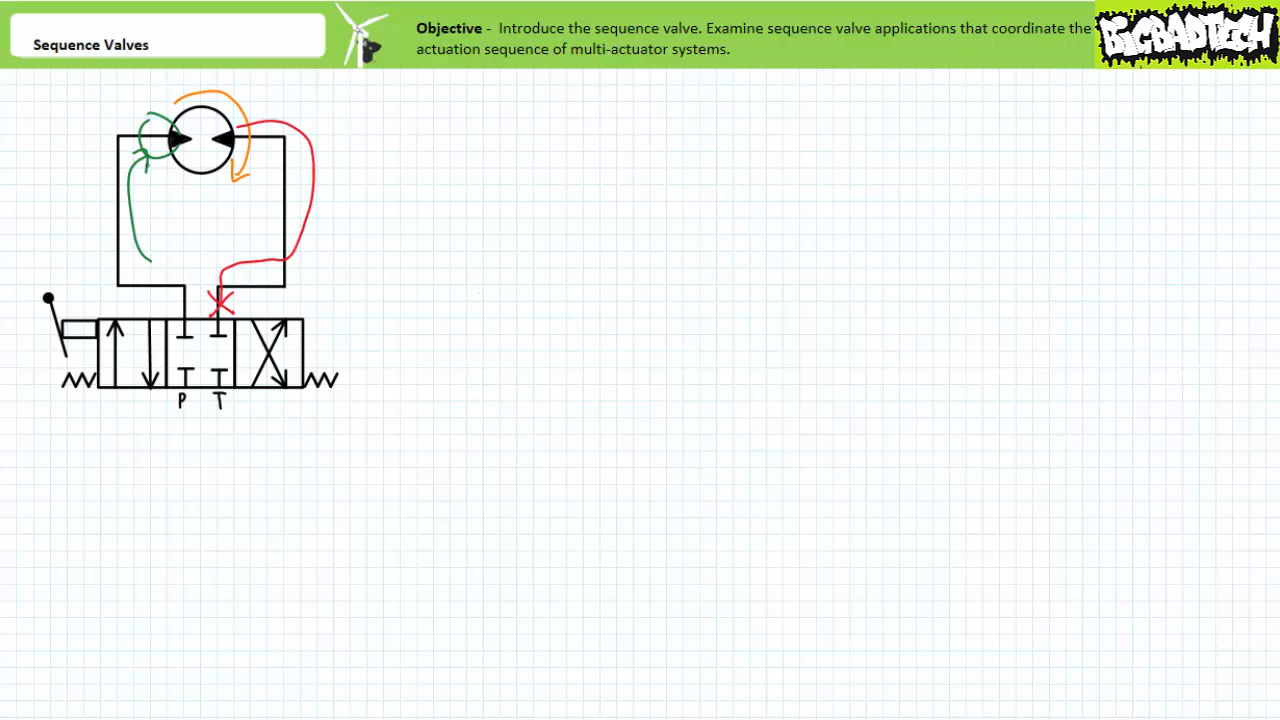 Sequence Valves
Objective - Introduce the sequence valve. Examine sequence valve applications that coordinate the
actuation sequence of multi-actuator systems.
BIGBADTECH
P T